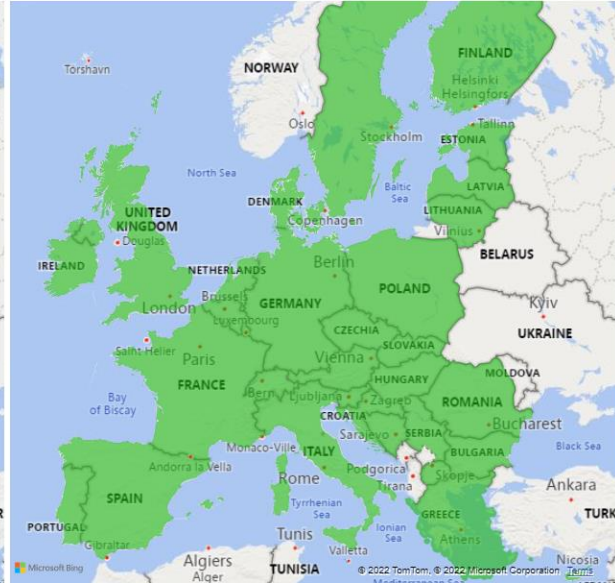 Torshavn
NORWAY
FINLAND
Helsinki
Helsingfors
Oslo
Stockholm
Tallinn
ESTONIA
North Sea
Baltic
Sea
LATVIA
DENMARK
Copenhagen
LITHUANIA
Vilnius
UNITED
KINGDOM
Douglas
BELARUS
IRELAND
NETHERLANDS
Berlin
POLAND
London
Brussels
GERMANY
Kyiv
Luxembourg
CZECHIA
UKRAINE
Saint Helier
Paris
Vienna
SLOVAKIA
MOLDOVA
FRANCE
Bern
HUNGARY
Bay
of Biscay
Ljubljana
Zagreb
ROMANIA
CROATIA
Bucharest
Monaco-Ville
ITALY
Sarajevo
SERBIA
BULGARIA
Black Sea
Andorra la Vella
Rome
Podgorica
Skopje
Tirana
Ankara
SPAIN
Tyrrhenian
Sea
GREECE
TURK
PORTUGAL
Ionian
Sea
Athens
Gibraltar
Tunis
Valletta
Nicosia
Algiers
Alger
TUNISIA
Microsoft Bing
© 2022 TomTom, © 2022 Microsoft Corporation Terms
Mediterranean Sea